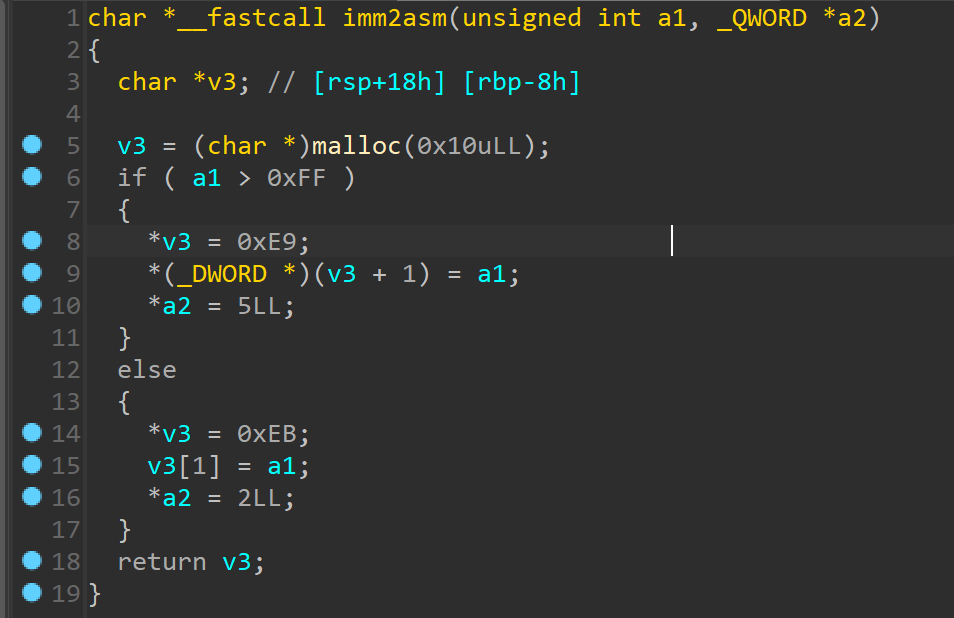 1 char *__fastcall imm2asm(unsigned int a1, _QWORD *a2)
2 {
3   char *v3; // [rsp+18h] [rbp-8h]
4
5   v3 = (char *)malloc(0x10uLL);
6   if ( a1 > 0xFF )
7   {
8     *v3 = 0xE9;
9     *(_DWORD *)(v3 + 1) = a1;
10     *a2 = 5LL;
11   }
12   else
13   {
14     *v3 = 0xEB;
15     v3[1] = a1;
16     *a2 = 2LL;
17   }
18   return v3;
19 }